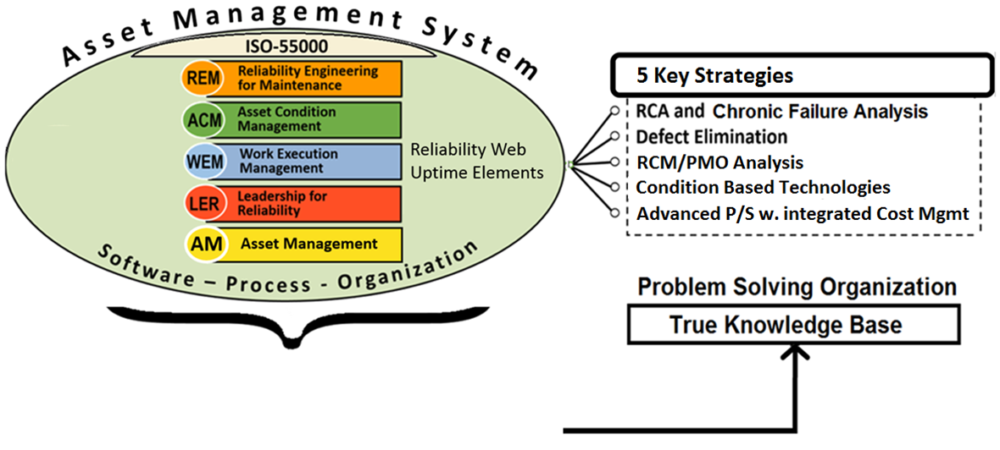 Asset Management System
ISO-55000
REM
Reliability Engineering
for Maintenance
ACM
Asset Condition
Management
WEM
Work Execution
Management
LER
Leadership for
Reliability
AM
Asset Management
Reliability Web
Uptime Elements
Software – Process - Organization
5 Key Strategies
RCA and Chronic Failure Analysis
Defect Elimination
RCM/PMO Analysis
Condition Based Technologies
Advanced P/S w. integrated Cost Mgmt
Problem Solving Organization
True Knowledge Base